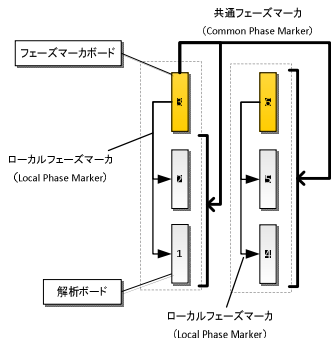 共通フェーズマーカ
（Common Phase Marker）
フェーズマーカボード
ローカルフェーズマーカ
（Local Phase Marker）
1
解析ボード
ローカルフェーズマーカ
（Local Phase Marker）